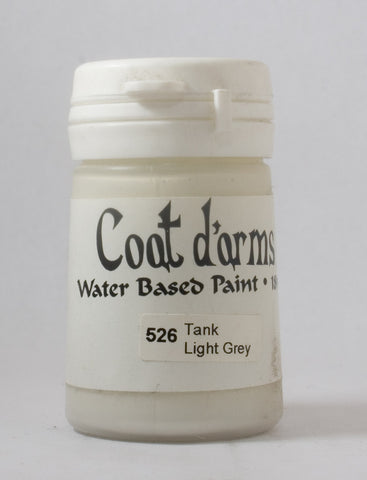 Coat d'arms
Water Based Paint • 
526 Tank
Light Grey